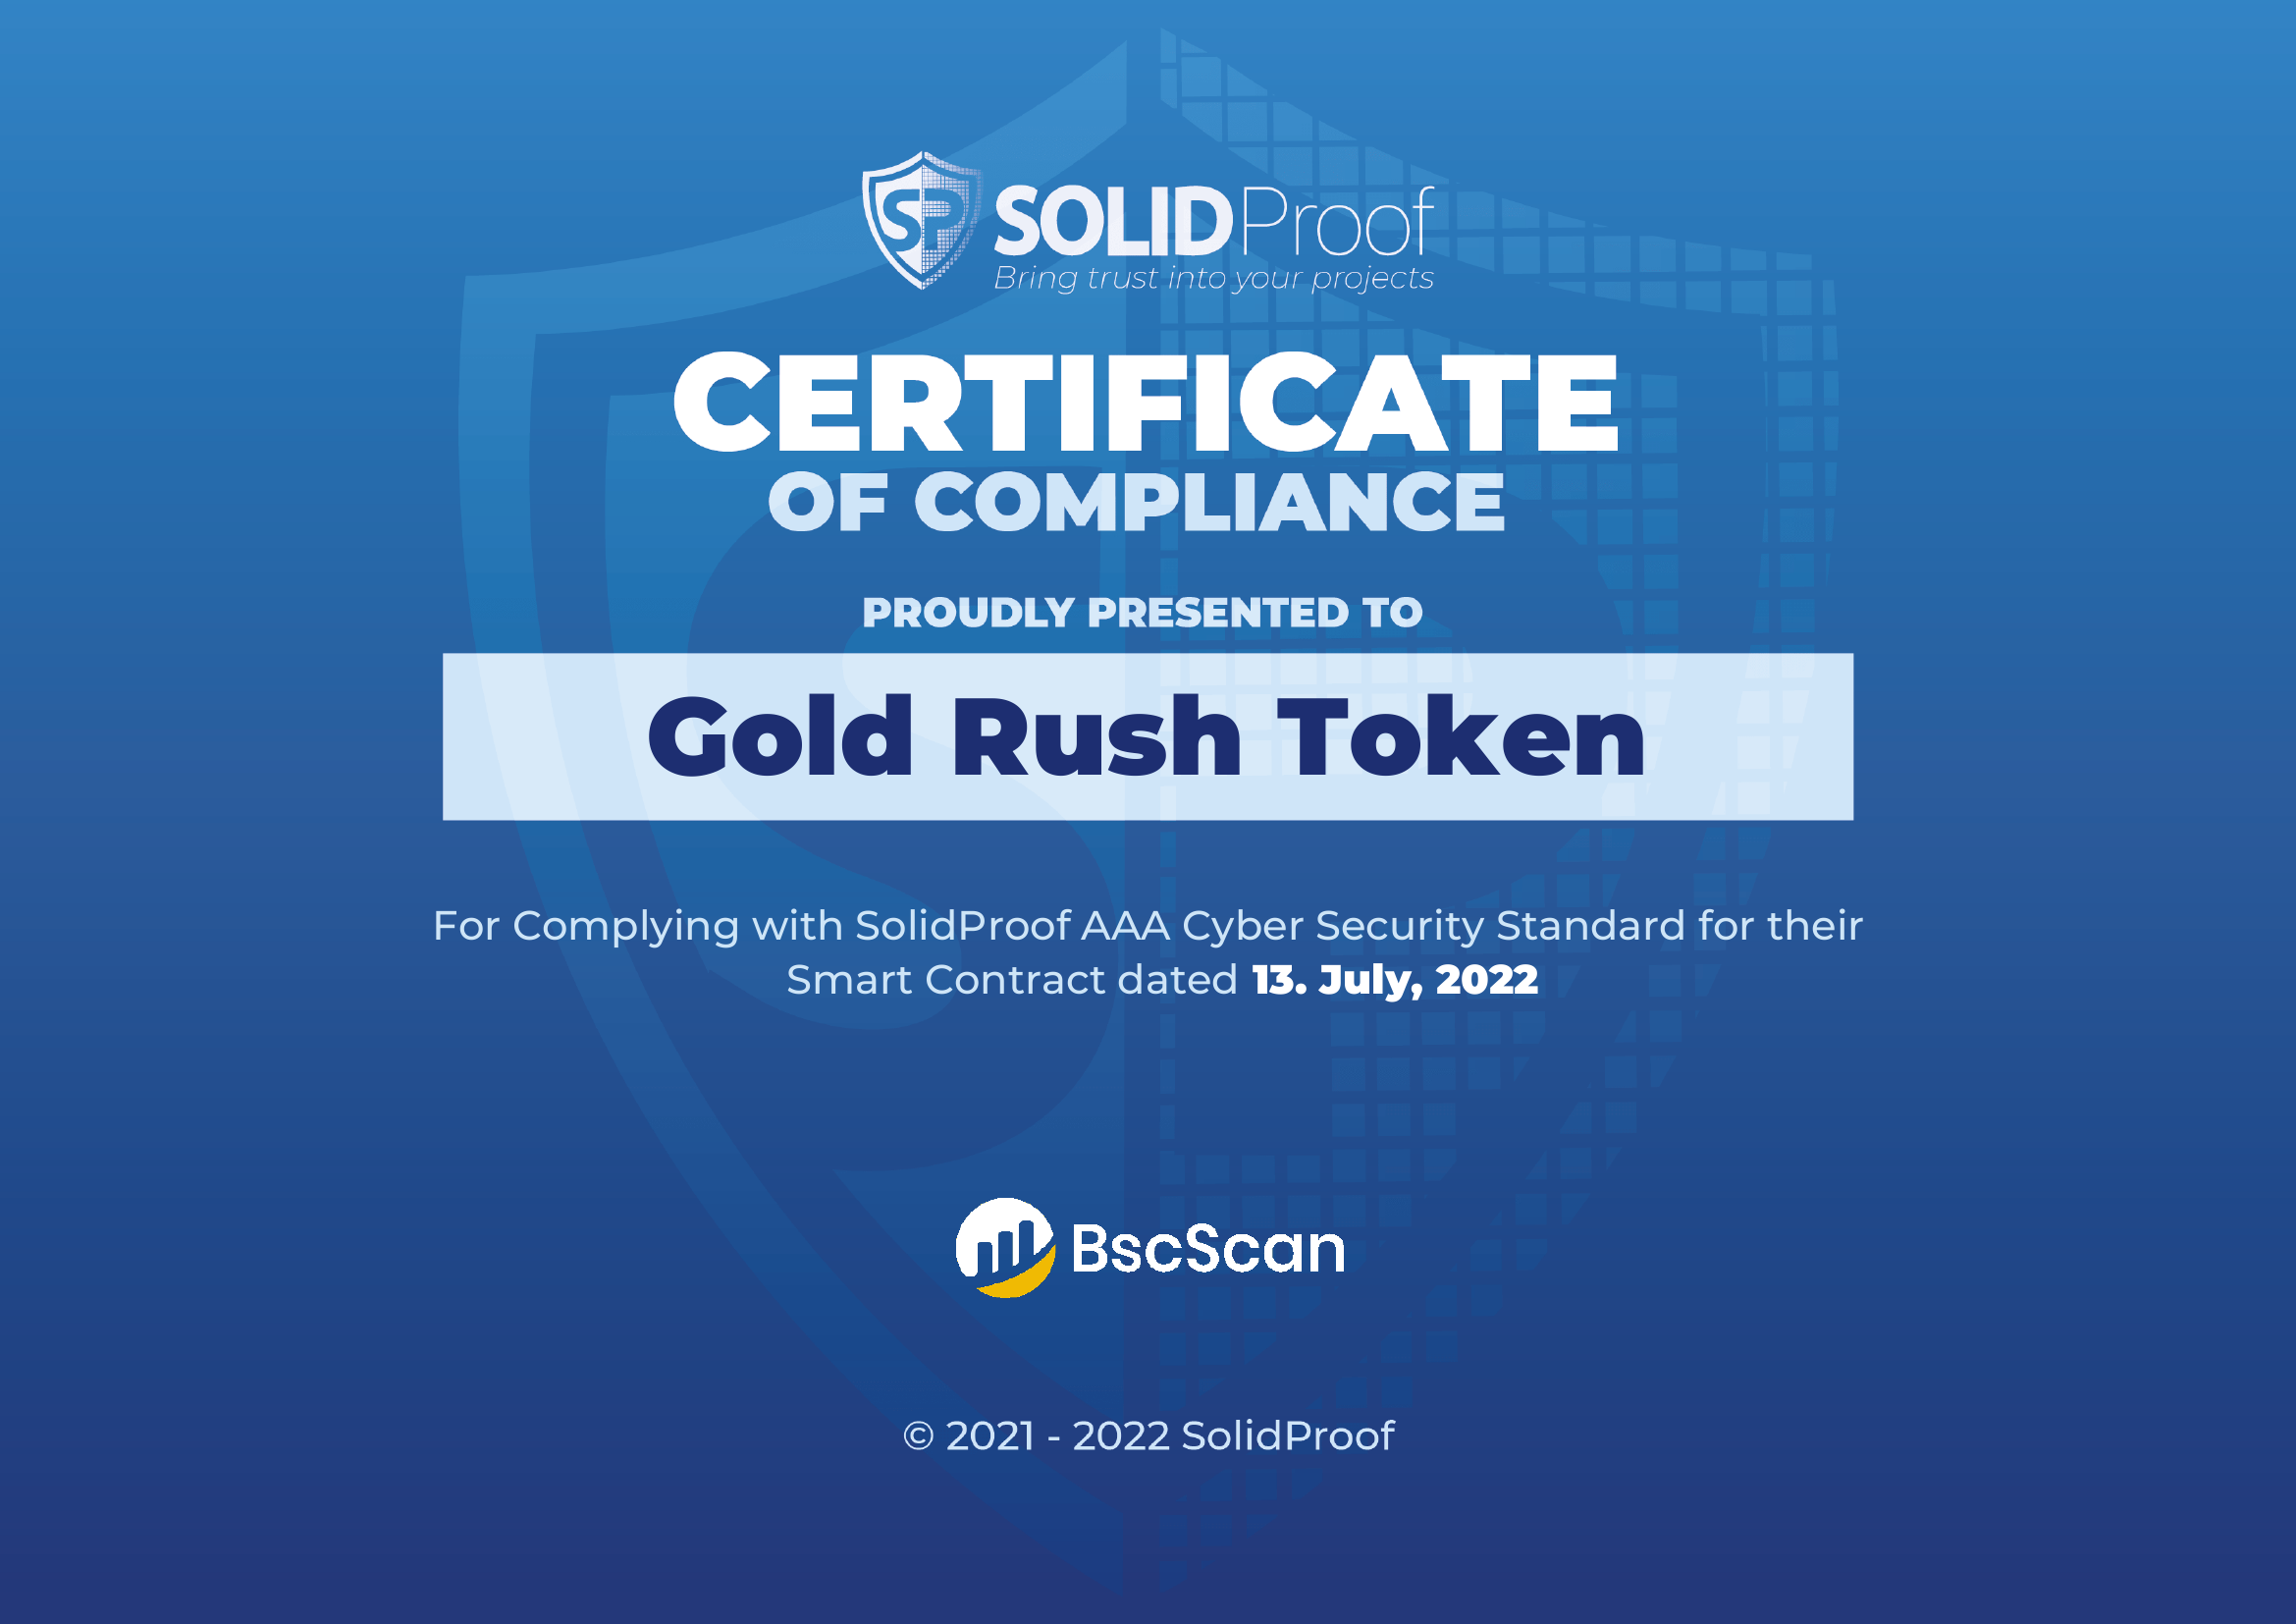 SP SOLIDProof
Bring trust into your projects
CERTIFICATE
OF COMPLIANCE
PROUDLY PRESENTED TO
Gold Rush Token
For Complying with SolidProof AAA Cyber Security Standard for their
Smart Contract dated 13. July, 2022
BscScan
© 2021 - 2022 SolidProof